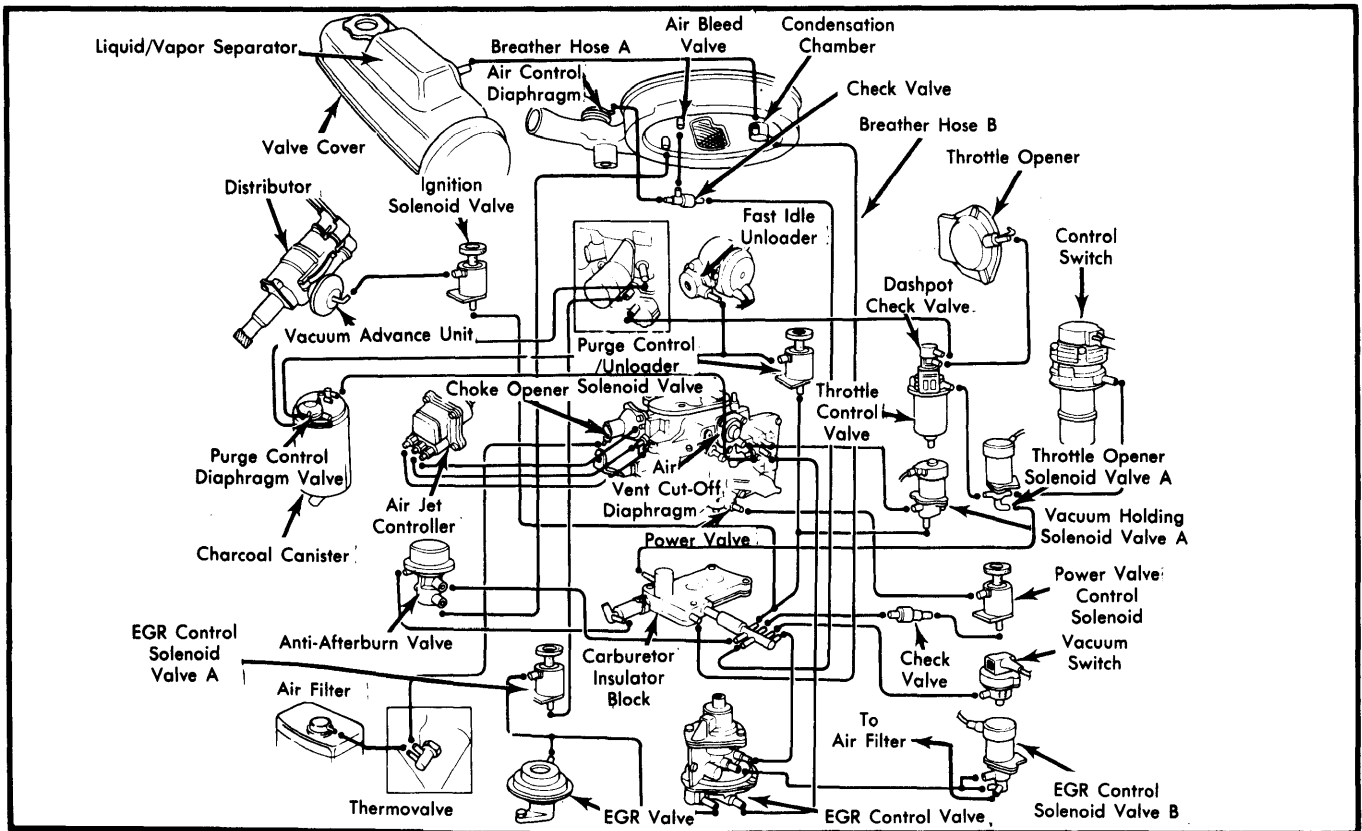 Liquid/Vapor Separator
Breather Hose A
Air Bleed
Valve
Condensation
Chamber
Air Control
Diaphragm
Check Valve
Valve Cover
Breather Hose B
Throttle Opener
Distributor
Ignition
Solenoid Valve
Fast Idle
Unloader
Control
Switch
Dashpot
Check Valve
Vacuum Advance Unit
Purge Control
/Unloader
Solenoid Valve
Choke Opener
Throttle
Control
Valve
Purge Control
Diaphragm Valve
Air Jet
Controller
Air
Vent Cut-Off
Diaphragm
Throttle Opener
Solenoid Valve A
Charcoal Canister
Power Valve
Vacuum Holding
Solenoid Valve A
Power Valve
Control
Solenoid
EGR Control
Solenoid
Valve A
Anti-Afterburn Valve
Carburetor
Insulator
Block
Check
Valve
Vacuum
Switch
Air Filter
To
Air Filter
Thermovalve
EGR Valve
EGR Control Valve
EGR Control
Solenoid Valve B